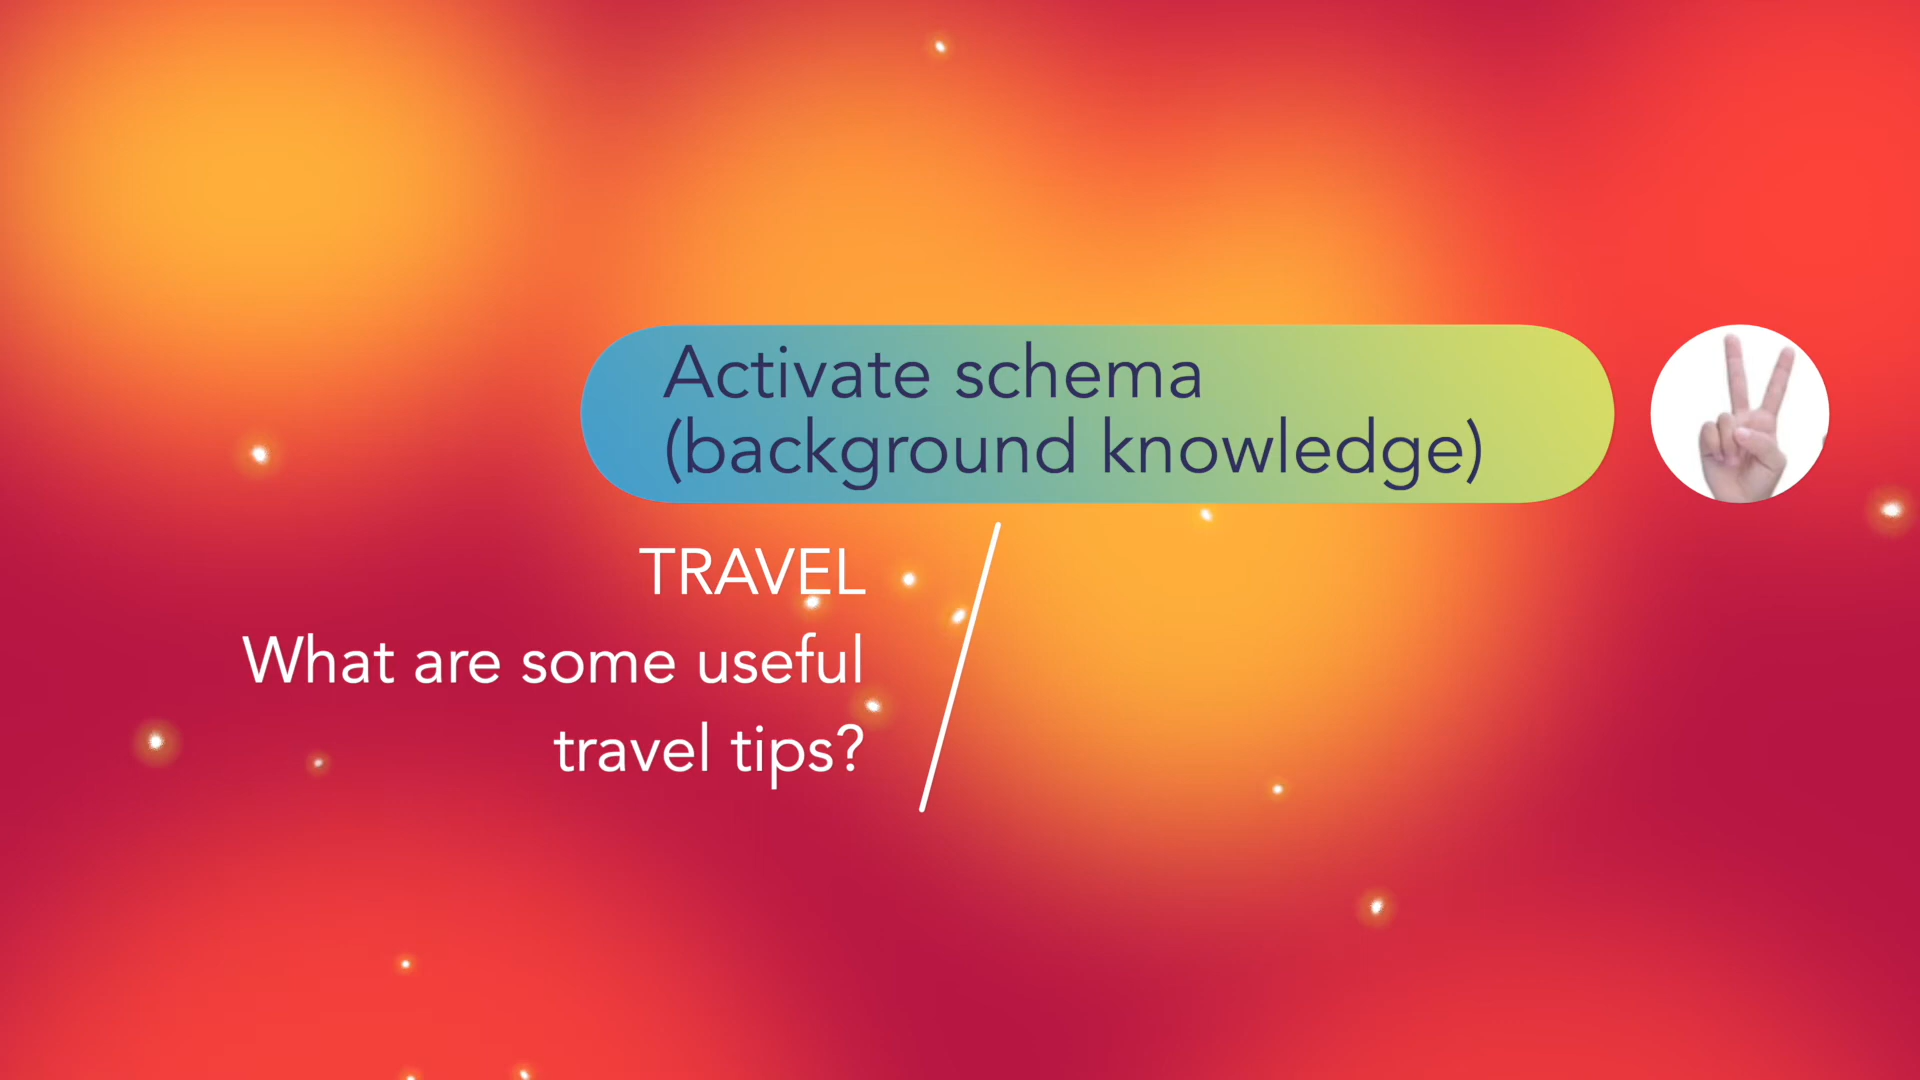 Activate schema
(background knowledge)
TRAVEL
What are some useful
travel tips?